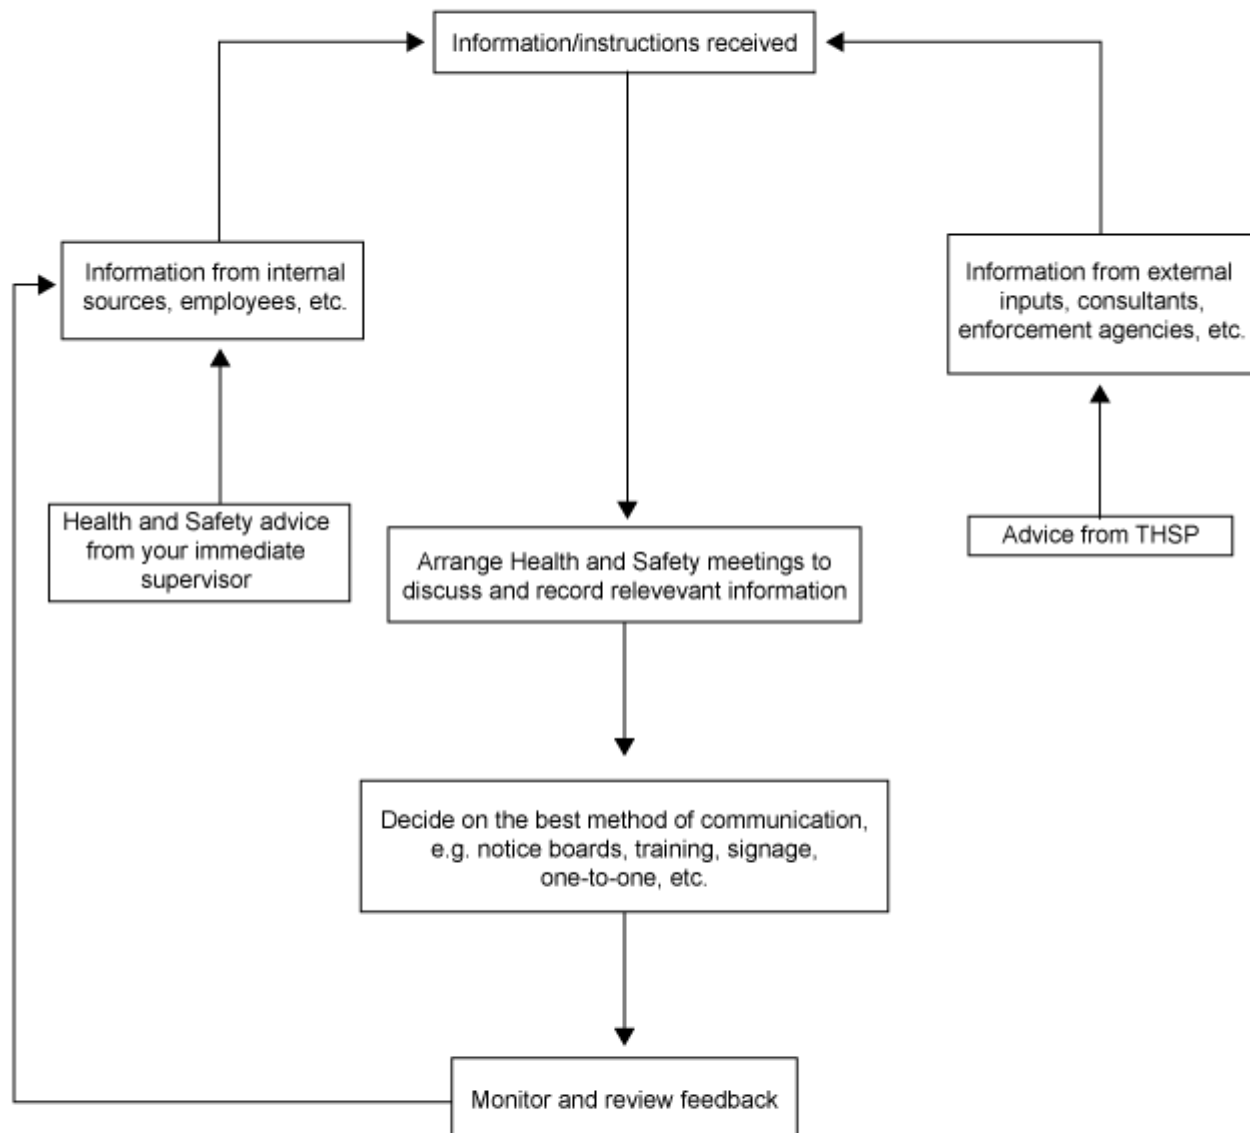 Information/instructions received
Information from internal
sources, employees, etc.
Information from external
inputs, consultants,
enforcement agencies, etc.
Health and Safety advice
from your immediate
supervisor
Arrange Health and Safety meetings to
discuss and record relevevant information
Advice from THSP
Decide on the best method of communication,
e.g. notice boards, training, signage,
one-to-one, etc.
Monitor and review feedback